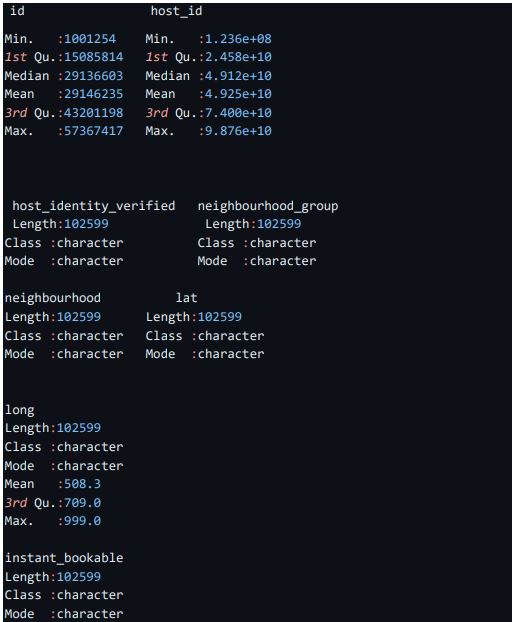 id                host_id
Min.   :1001254    Min.   :1.236e+08
1st Qu.:15085814   1st Qu.:2.458e+10
Median :29136603   Median :4.912e+10
Mean   :29146235   Mean   :4.925e+10
3rd Qu.:43201198   3rd Qu.:7.400e+10
Max.   :57367417   Max.   :9.876e+10
host_identity_verified   neighbourhood_group
Length:102599             Length:102599
Class :character         Class :character
Mode  :character         Mode  :character
neighbourhood          lat
Length:102599      Length:102599
Class :character   Class :character
Mode  :character   Mode  :character
long
Length:102599
Class :character
Mode  :character
Mean   :508.3
3rd Qu.:709.0
Max.   :999.0
instant_bookable
Length:102599
Class :character
Mode  :character